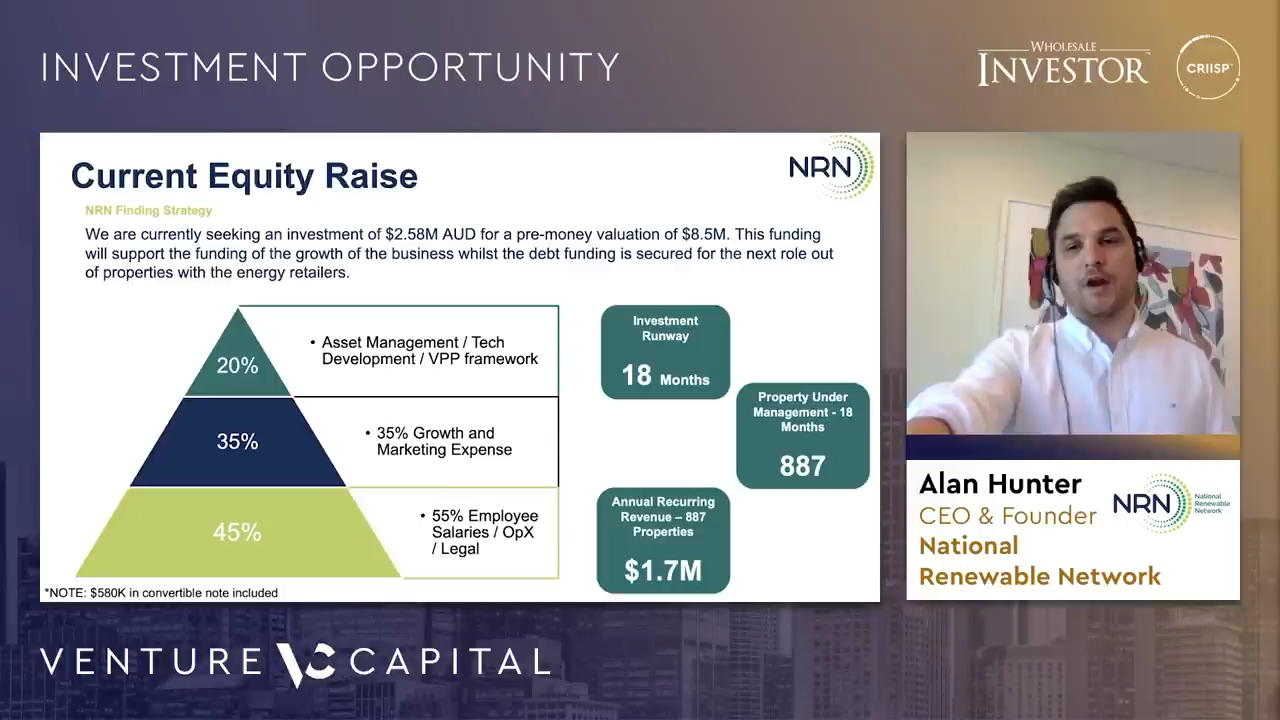 INVESTMENT OPPORTUNITY
WHOLESALE
INVESTOR
CRIISP™
Current Equity Raise
NRN
NRN Finding Strategy
We are currently seeking an investment of $2.58M AUD for a pre-money valuation of $8.5M. This funding
will support the funding of the growth of the business whilst the debt funding is secured for the next role out
of properties with the energy retailers.
20%
• Asset Management / Tech
Development / VPP framework
35%
• 35% Growth and
Marketing Expense
45%
• 55% Employee
Salaries / OpX
/ Legal
Investment
Runway
18 Months
Property Under
Management - 18
Months
887
Annual Recurring
Revenue – 887
Properties
$1.7M
*NOTE: $580K in convertible note included
Alan Hunter
CEO & Founder
National
Renewable Network
NRN
National
Renewable
Network
VENTURE VC CAPITAL